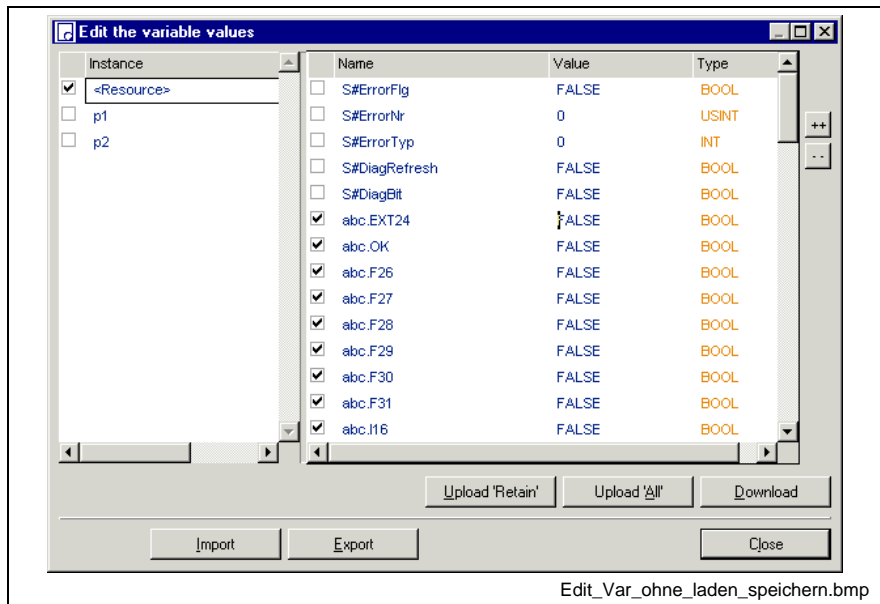 Edit the variable values
Instance Name Value Type
<Resource> S#ErrorFlg FALSE BOOL
p1 S#ErrorNr 0 USINT
++
p2 S#ErrorTyp 0 INT
--
S#DiagRefresh FALSE BOOL
S#DiagBit FALSE BOOL
abc.EXT24 FALSE BOOL
abc.OK FALSE BOOL
abc.F26 FALSE BOOL
abc.F27 FALSE BOOL
abc.F28 FALSE BOOL
abc.F29 FALSE BOOL
abc.F30 FALSE BOOL
abc.F31 FALSE BOOL
abc.I16 FALSE BOOL
Upload 'Retain' Upload 'All' Download
Import Export Close
Edit_Var_ohne_laden_speichern.bmp